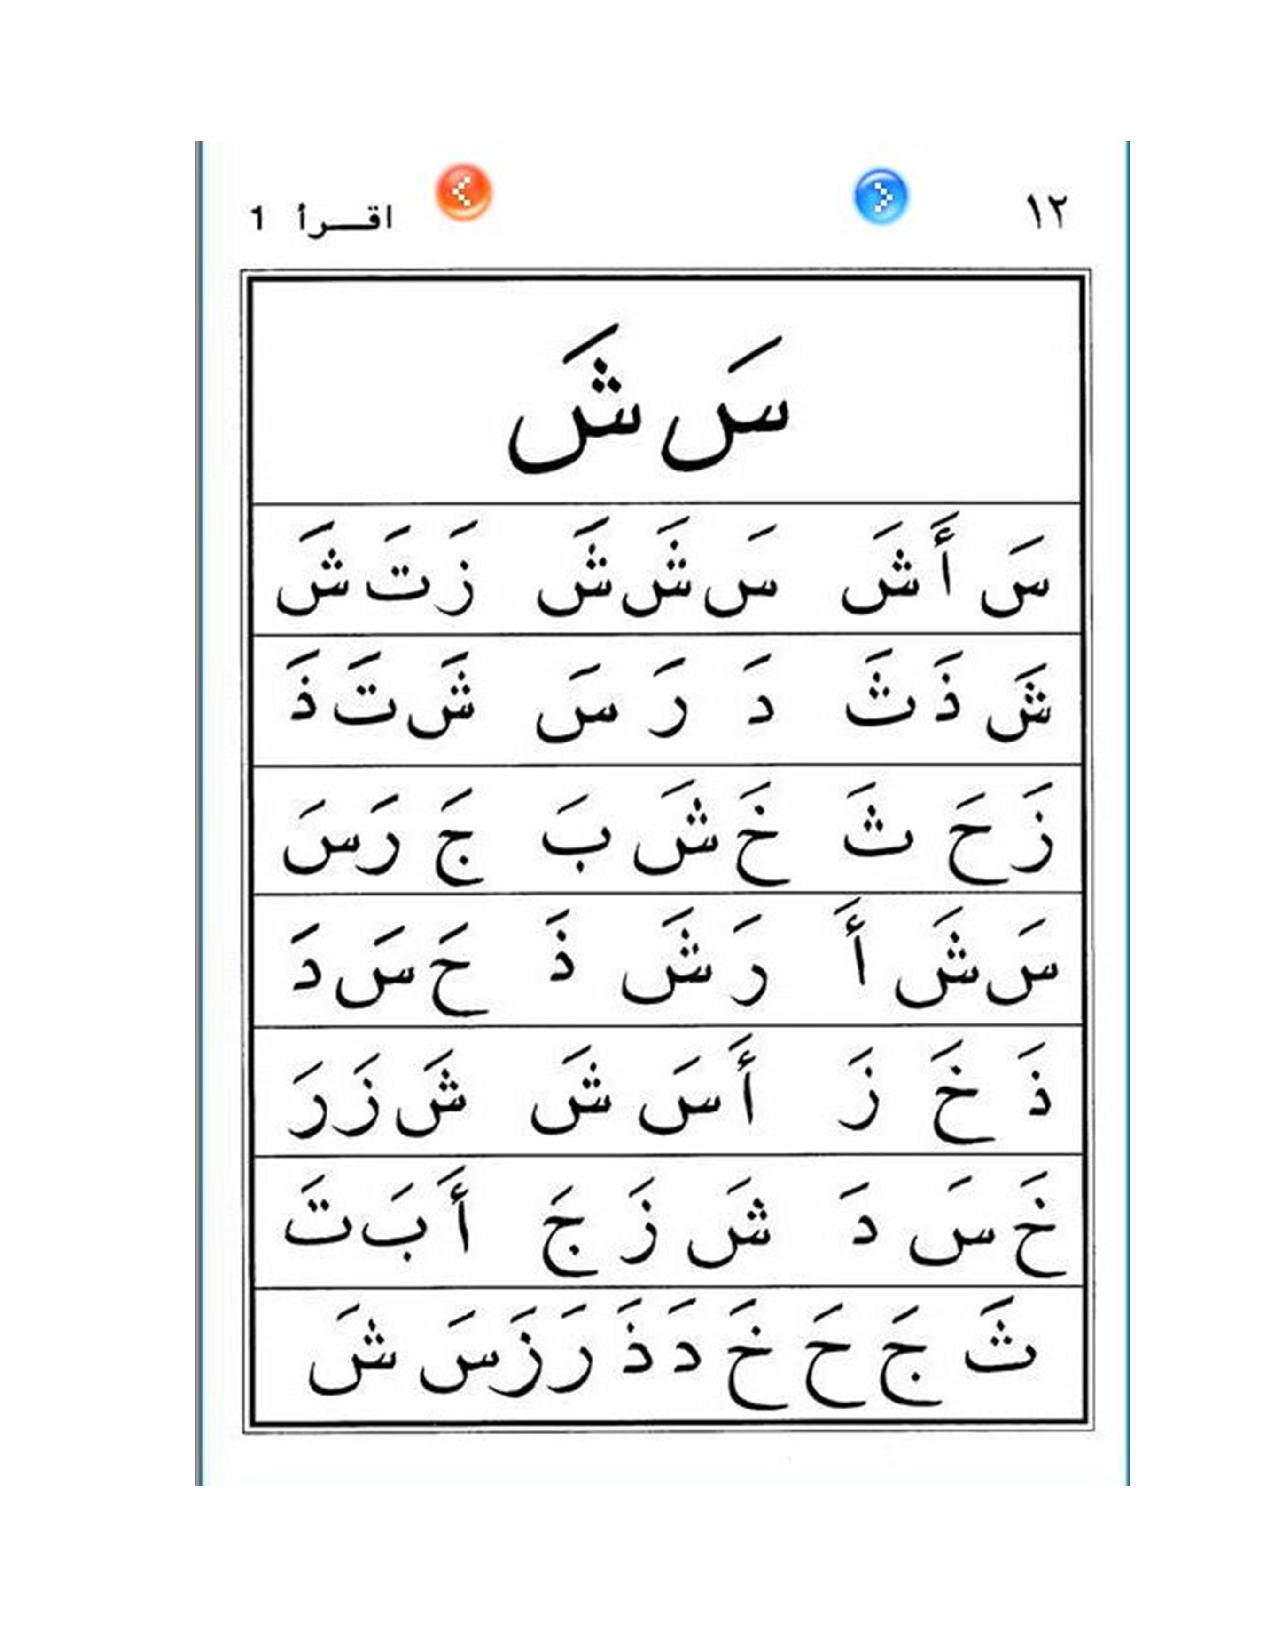 ١٢ اقـــرأ 1
سَ شَ
سَ أَ شَ سَ شَ شَ زَ تَ شَ
شَ ذَ ثَ دَ رَ سَ شَ تَ ذَ
زَ حَ ثَ خَ شَ بَ جَ رَ سَ
سَ شَ أَ رَ شَ ذَ حَ سَ دَ
ذَ خَ زَ أَ سَ شَ شَ زَ رَ
خَ سَ دَ شَ زَ جَ أَ بَ تَ
ثَ جَ حَ خَ دَ ذَ رَ زَ سَ شَ